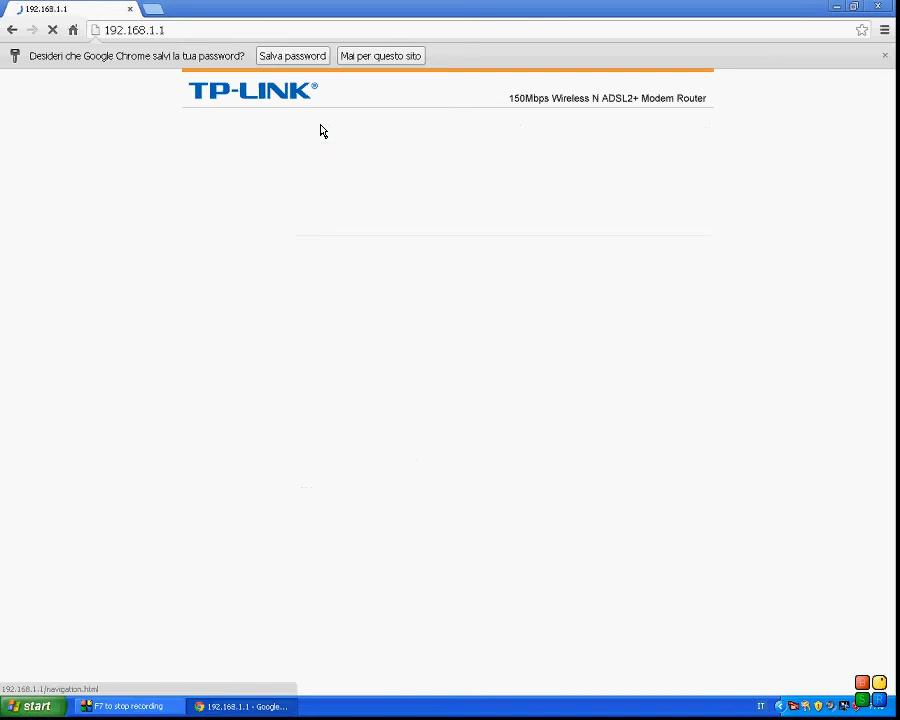 192.168.1.1
192.168.1.1
Desideri che Google Chrome salvi la tua password?
Salva password
Mai per questo sito
TP-LINK®
150Mbps Wireless N ADSL2+ Modem Router
192.168.1.1/navigation.html
start
F7 to stop recording
192.168.1.1 - Google...
IT